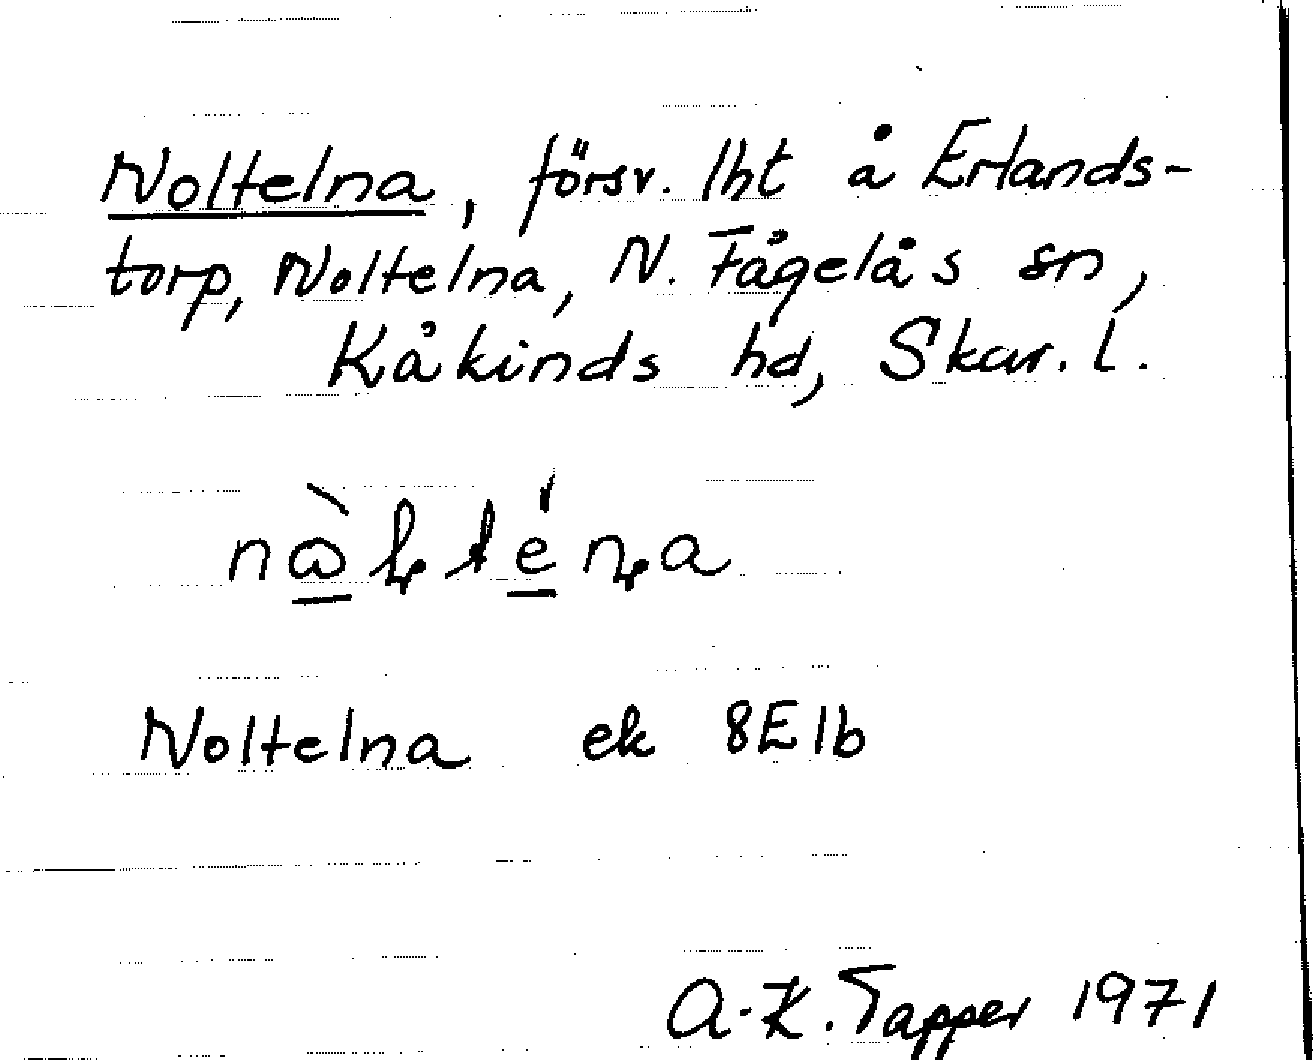 Noltelna, försv. lht å Erlands-
torp, Noltelna, N. Fågelås sn,
Kåkinds hd, Skar. l.
Noltelna ek 8E1b
A-K. Tapper 1971